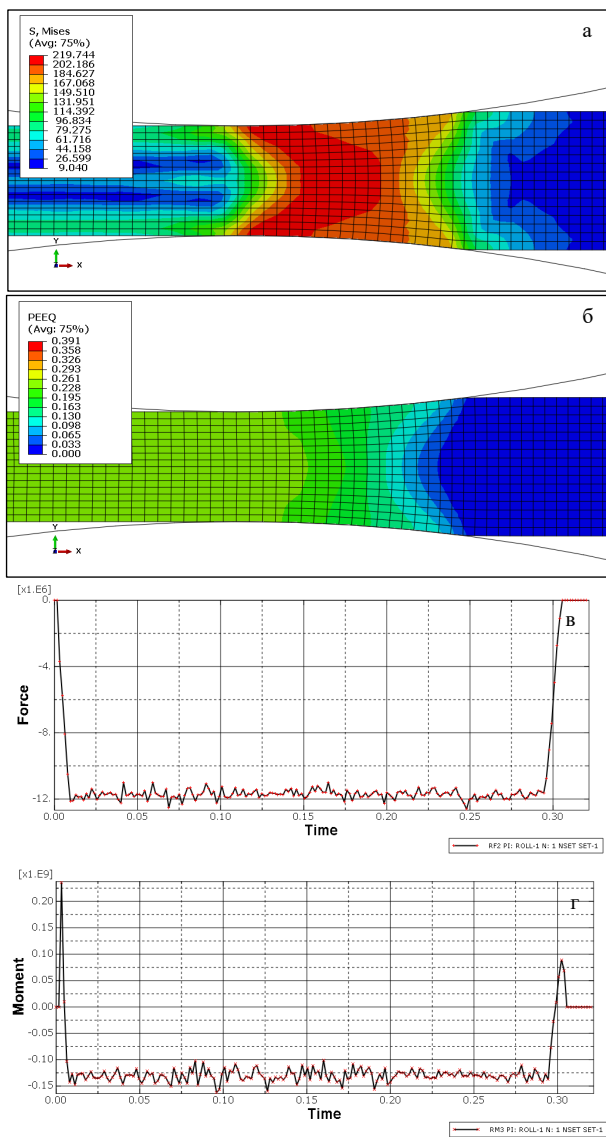 а
S, Mises
(Avg: 75%)
219.744
202.186
184.627
167.068
149.510
131.951
114.392
96.834
79.275
61.716
44.158
26.599
9.040
Y
X
б
PEEQ
(Avg: 75%)
0.391
0.358
0.326
0.293
0.261
0.228
0.195
0.163
0.130
0.098
0.065
0.033
0.000
Y
X
[x1.E6]
в
0.
-4.
-8.
-12.
Force
0.00 0.05 0.10 0.15 0.20 0.25 0.30
Time
RF2 PI: ROLL-1 N: 1 NSET SET-1
[x1.E9]
г
0.20
0.15
0.10
0.05
0.00
-0.05
-0.10
-0.15
Moment
0.00 0.05 0.10 0.15 0.20 0.25 0.30
Time
RM3 PI: ROLL-1 N: 1 NSET SET-1